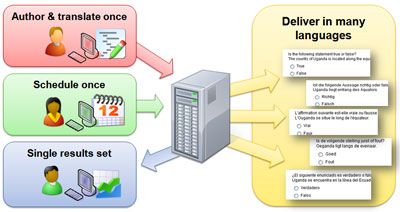 Author & translate once
Schedule once
12
Single results set
Deliver in many
languages
Is the following statement true or false?
The country of Uganda is located along the equa
True
False
Ist die folgende Aussage richtig oder fals
Uganda liegt entlang des Äquators
Richtig
Falsch
L'affirmation suivante est-elle vraie ou fausse
L'Ouganda se situe le long de l'équateur.
Vrai
Faux
Is de volgende stelling juist of fout?
Oeganda ligt langs de evenaar.
Goed
Fout
¿El siguiente enunciado es verdadero o fals
Uganda se encuentra en la línea del Ecuad
Verdadero
Falso